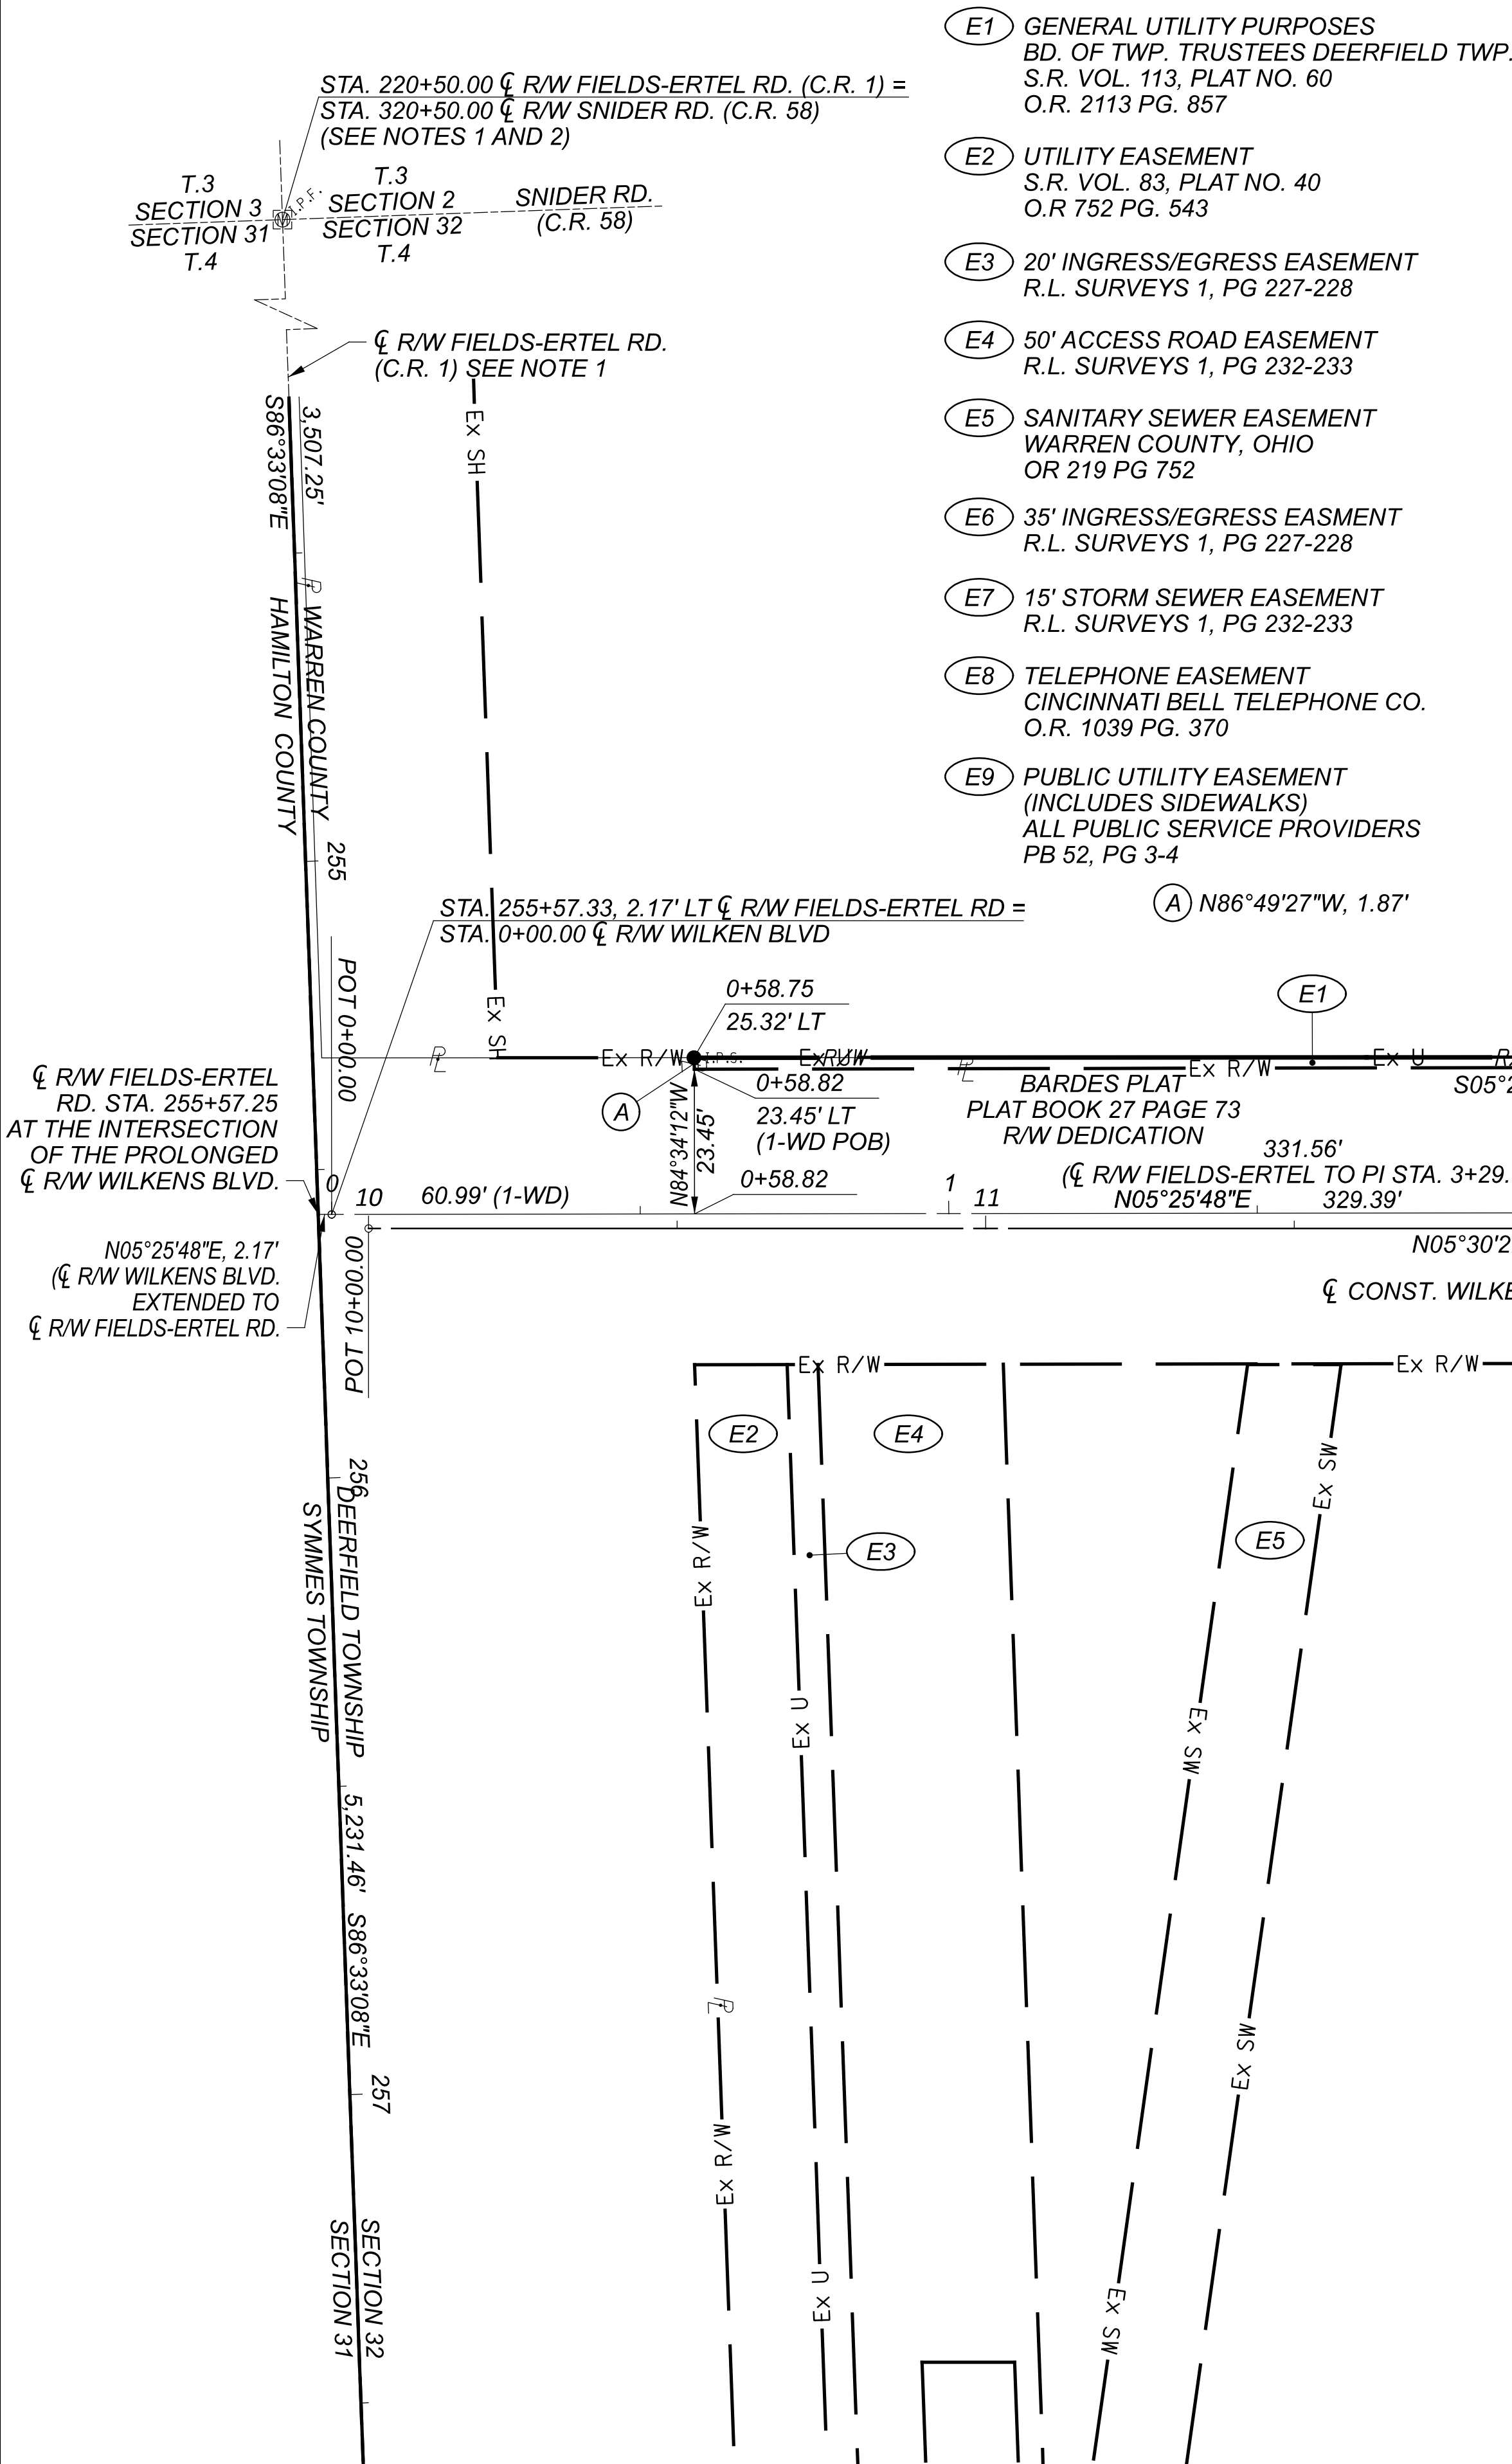 E1 GENERAL UTILITY PURPOSES
BD. OF TWP. TRUSTEES DEERFIELD TWP.
S.R. VOL. 113, PLAT NO. 60
O.R. 2113 PG. 857
STA. 220+50.00 ℄ R/W FIELDS-ERTEL RD. (C.R. 1) =
STA. 320+50.00 ℄ R/W SNIDER RD. (C.R. 58)
(SEE NOTES 1 AND 2)
E2 UTILITY EASEMENT
S.R. VOL. 83, PLAT NO. 40
O.R 752 PG. 543
T.3
SECTION 3
SECTION 31
T.4
I.P.F.
T.3
SECTION 2
SECTION 32
T.4
SNIDER RD.
(C.R. 58)
E3 20' INGRESS/EGRESS EASEMENT
R.L. SURVEYS 1, PG 227-228
℄ R/W FIELDS-ERTEL RD.
(C.R. 1) SEE NOTE 1
E4 50' ACCESS ROAD EASEMENT
R.L. SURVEYS 1, PG 232-233
E5 SANITARY SEWER EASEMENT
WARREN COUNTY, OHIO
OR 219 PG 752
E6 35' INGRESS/EGRESS EASMENT
R.L. SURVEYS 1, PG 227-228
E7 15' STORM SEWER EASEMENT
R.L. SURVEYS 1, PG 232-233
E8 TELEPHONE EASEMENT
CINCINNATI BELL TELEPHONE CO.
O.R. 1039 PG. 370
E9 PUBLIC UTILITY EASEMENT
(INCLUDES SIDEWALKS)
ALL PUBLIC SERVICE PROVIDERS
PB 52, PG 3-4
A N86°49'27"W, 1.87'
3,507.25'
S86°33'08"E
Ex SH
WARREN COUNTY
HAMILTON COUNTY
255
STA. 255+57.33, 2.17' LT ℄ R/W FIELDS-ERTEL RD =
STA. 0+00.00 ℄ R/W WILKEN BLVD
POT 0+00.00
Ex SH
0+58.75
25.32' LT
E1
Ex R/W
I.P.S.
Ex R/W
Ex U
Ex R/W
Ex U
0+58.82
23.45' LT
(1-WD POB)
A
N84°34'12"W
23.45'
0+58.82
BARDES PLAT
PLAT BOOK 27 PAGE 73
R/W DEDICATION
331.56'
(℄ R/W FIELDS-ERTEL TO PI STA. 3+29.
N05°25'48"E 329.39'
℄ R/W FIELDS-ERTEL
RD. STA. 255+57.25
AT THE INTERSECTION
OF THE PROLONGED
℄ R/W WILKENS BLVD.
0
10
60.99' (1-WD)
1
11
N05°25'48"E, 2.17'
(℄ R/W WILKENS BLVD.
EXTENDED TO
℄ R/W FIELDS-ERTEL RD.
POT 10+00.00
N05°30'2
℄ CONST. WILKE
Ex R/W
Ex R/W
E2
E4
E3
E5
256
DEERFIELD TOWNSHIP
SYMMES TOWNSHIP
Ex R/W
Ex U
Ex SW
Ex SW
5,231.46' S86°33'08"E
257
Ex R/W
Ex SW
SECTION 32
SECTION 31
Ex U
Ex SW